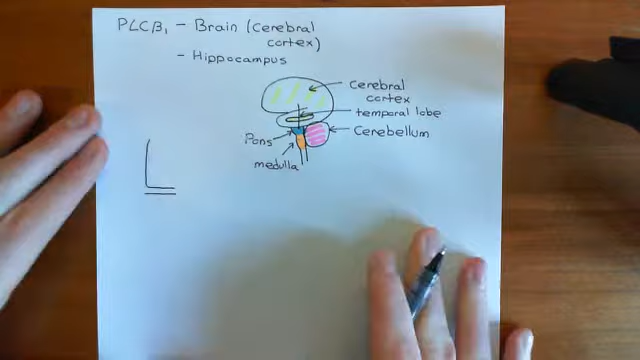 PLCβ₁ - Brain (Cerebral
cortex)
- Hippocampus
Cerebral
cortex
temporal lobe
Cerebellum
Pons
medulla